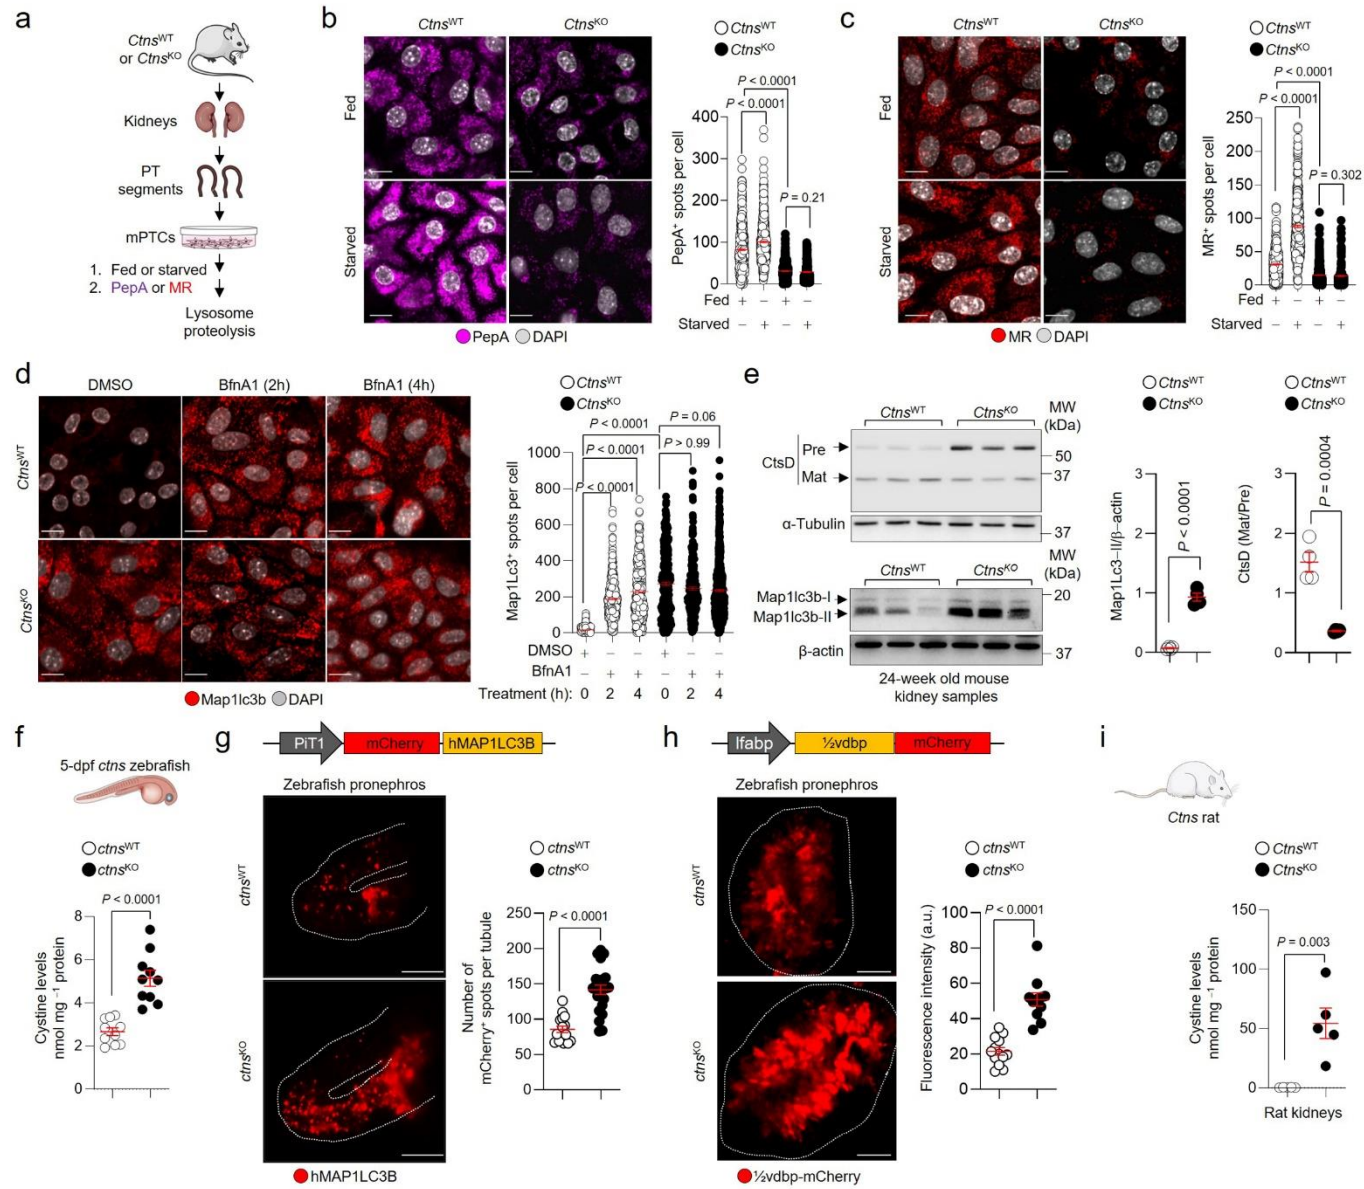 a
Ctns^WT
or Ctns^KO
Kidneys
PT
segments
mPTCs
1. Fed or starved
2. PepA or MR
Lysosome
proteolysis
b
Ctns^WT
Ctns^KO
Fed
Starved
PepA
DAPI
Ctns^WT
Ctns^KO
P < 0.0001
P < 0.0001
P = 0.21
PepA⁺ spots per cell
400
300
200
100
0
Fed + – + –
Starved – + – +
c
Ctns^WT
Ctns^KO
Fed
Starved
MR
DAPI
Ctns^WT
Ctns^KO
P < 0.0001
P < 0.0001
P = 0.302
MR⁺ spots per cell
250
200
150
100
50
0
Fed + – + –
Starved – + – +
d
DMSO
BfnA1 (2h)
BfnA1 (4h)
Ctns^WT
Ctns^KO
Map1lc3b
DAPI
Ctns^WT
Ctns^KO
P = 0.06
P < 0.0001
P > 0.99
P < 0.0001
P < 0.0001
Map1Lc3⁺ spots per cell
1000
800
600
400
200
0
DMSO + – – + – –
BfnA1 – + + – + +
Treatment (h): 0 2 4 0 2 4
e
Ctns^WT
Ctns^KO
MW
(kDa)
CtsD
Pre
Mat
50
37
α-Tubulin
37
Ctns^WT
Ctns^KO
MW
(kDa)
Map1lc3b-I
Map1lc3b-II
20
β-actin
37
24-week old mouse
kidney samples
Ctns^WT
Ctns^KO
P < 0.0001
Map1Lc3–II/β-actin
3
2
1
0
Ctns^WT
Ctns^KO
P = 0.0004
CtsD (Mat/Pre)
3
2
1
0
f
5-dpf ctns zebrafish
ctns^WT
ctns^KO
P < 0.0001
Cystine levels
nmol mg ⁻¹ protein
8
6
4
2
0
g
PiT1
mCherry
hMAP1LC3B
Zebrafish pronephros
ctns^WT
ctns^KO
hMAP1LC3B
ctns^WT
ctns^KO
P < 0.0001
Number of
mCherry⁺ spots per tubule
250
200
150
100
50
0
h
lfabp
½vdbp
mCherry
Zebrafish pronephros
ctns^WT
ctns^KO
½vdbp-mCherry
ctns^WT
ctns^KO
P < 0.0001
Fluorescence intensity (a.u.)
100
80
60
40
20
0
i
Ctns rat
Ctns^WT
Ctns^KO
P = 0.003
Cystine levels
nmol mg ⁻¹ protein
150
100
50
0
Rat kidneys